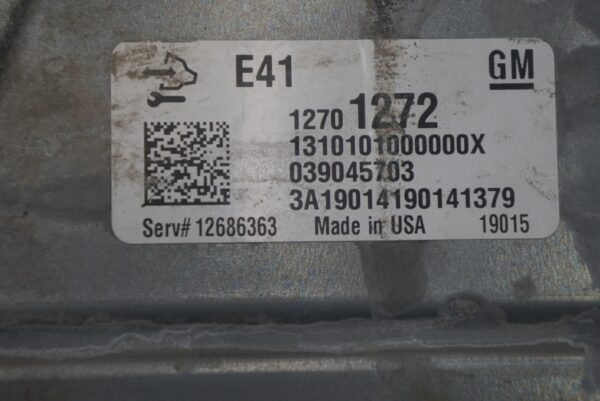 E41
GM
1270 1272
1310101000000X
039045703
3A19014190141379
Serv# 12686363 Made in USA 19015